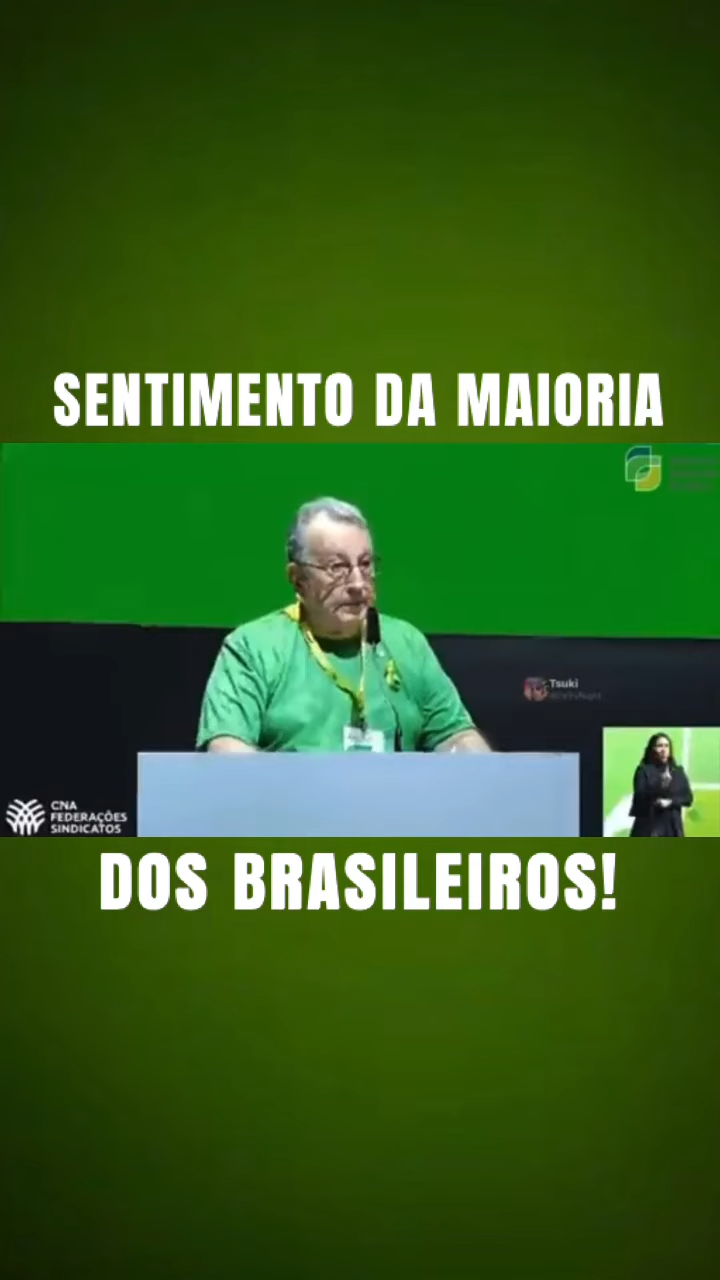 SENTIMENTO DA MAIORIA
Tsuki
CNA
FEDERAÇÕES
SINDICATOS
DOS BRASILEIROS!